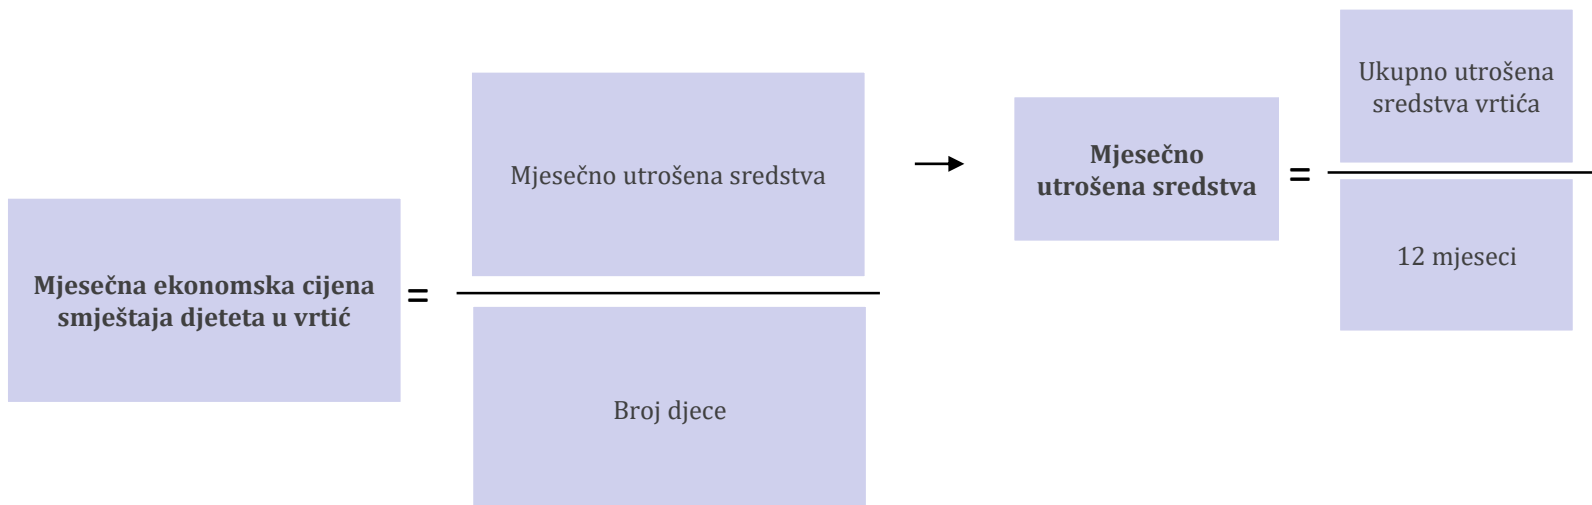 Mjesečna ekonomska cijena
smještaja djeteta u vrtić
=
Mjesečno utrošena sredstva
Broj djece
Mjesečno
utrošena sredstva
=
Ukupno utrošena
sredstva vrtića
12 mjeseci